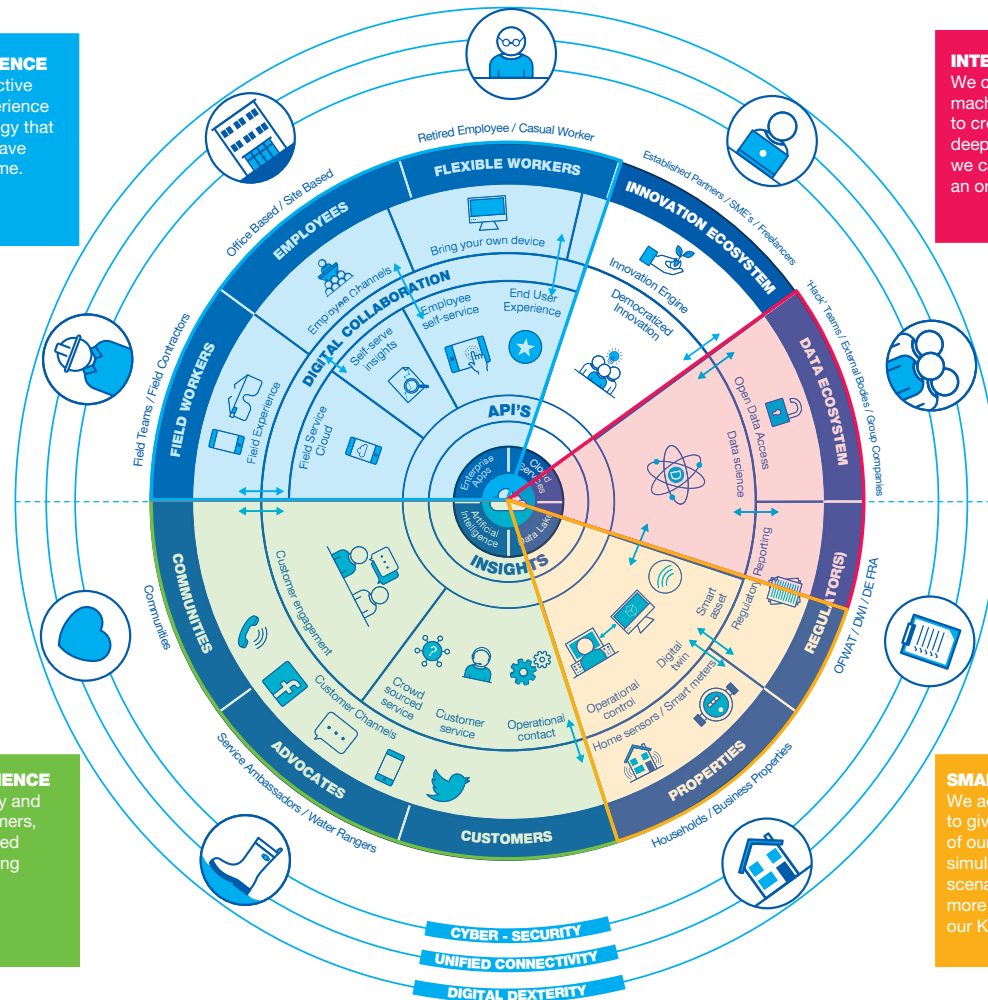 ENCE
ctive
erience
gy that
ave
me.
INTE
We c
mach
to cre
deep
we ca
an or
Retired Employee / Casual Worker
Office Based / Site Based
Established Partners / SME's / Freelancers
Field Teams / Field Contractors
'Hack' Teams / External Bodies / Group Companies
FLEXIBLE WORKERS
EMPLOYEES
INNOVATION ECOSYSTEM
FIELD WORKERS
DATA ECOSYSTEM
Bring your own device
Employee Channels
DIGITAL COLLABORATION
Employee
self-service
End User
Experience
Self-serve
insights
Innovation Engine
Democratized
Innovation
Field Experience
Field Service
Cloud
Open Data Access
Data science
API'S
Enterprise
Apps
Cloud
Services
Artificial
Intelligence
Data Lake
INSIGHTS
D
Regulatory Reporting
REGULATOR(S)
OFWAT / DWI / DE FRA
COMMUNITIES
Communities
Customer engagement
Smart
asset
Digital
twin
Operational
control
Home sensors / Smart meters
?
Crowd
sourced
service
Customer
service
Operational
contact
Customer Channels
f
ADVOCATES
CUSTOMERS
PROPERTIES
Service Ambassadors / Water Rangers
Households / Business Properties
IENCE
y and
mers,
ed
ng
SMA
We a
to giv
of our
simul
scena
more
our K
CYBER - SECURITY
UNIFIED CONNECTIVITY
DIGITAL DEXTERITY